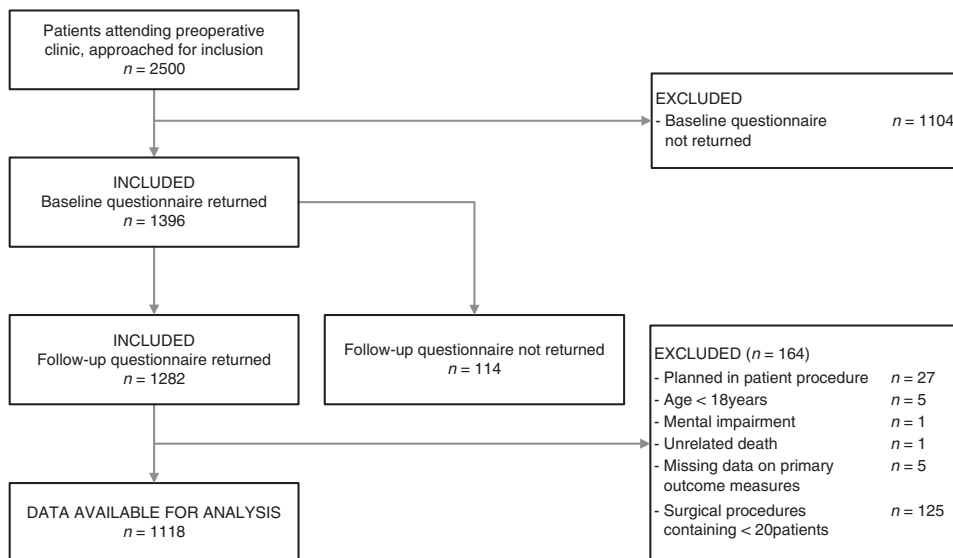 Patients attending preoperative
clinic, approached for inclusion
n = 2500
EXCLUDED
- Baseline questionnaire n = 1104
not returned
INCLUDED
Baseline questionnaire returned
n = 1396
INCLUDED
Follow-up questionnaire returned
n = 1282
Follow-up questionnaire not returned
n = 114
EXCLUDED (n = 164)
- Planned in patient procedure n = 27
- Age < 18years n = 5
- Mental impairment n = 1
- Unrelated death n = 1
- Missing data on primary n = 5
outcome measures
- Surgical procedures n = 125
containing < 20patients
DATA AVAILABLE FOR ANALYSIS
n = 1118